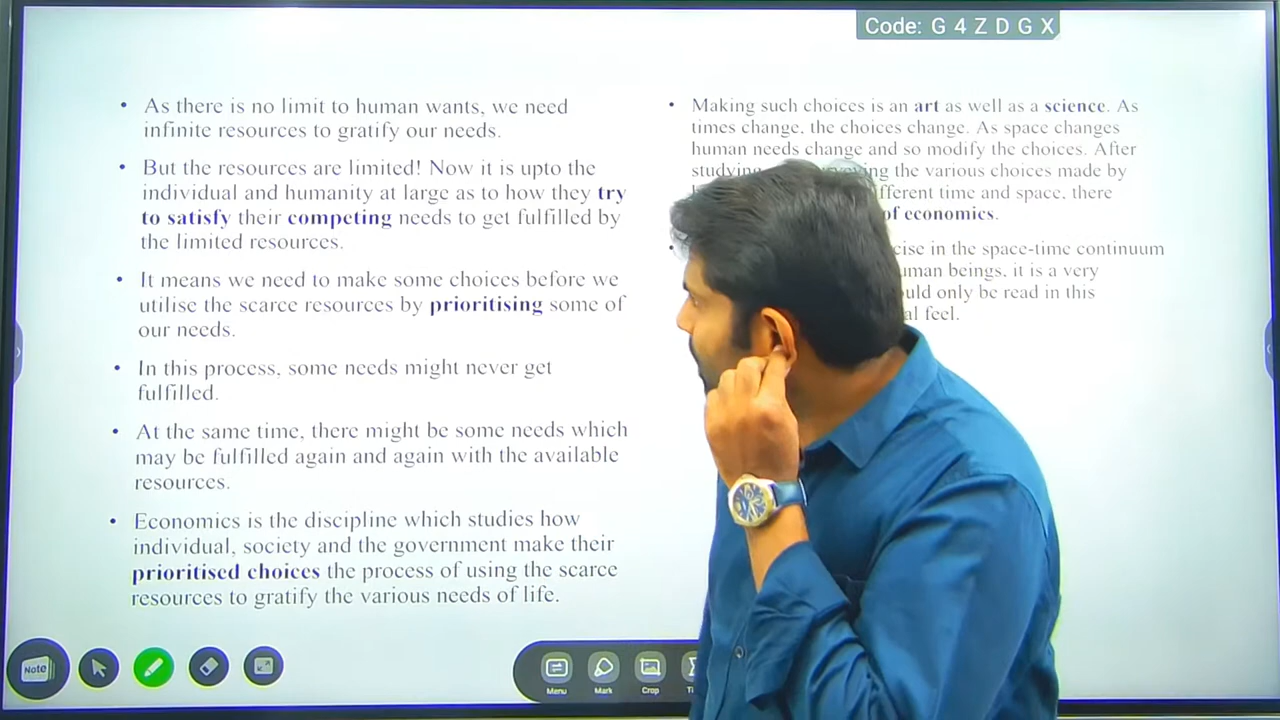 Code: G 4 Z D G X
• As there is no limit to human wants, we need
infinite resources to gratify our needs.
• But the resources are limited! Now it is upto the
individual and humanity at large as to how they try
to satisfy their competing needs to get fulfilled by
the limited resources.
• It means we need to make some choices before we
utilise the scarce resources by prioritising some of
our needs.
• In this process, some needs might never get
fulfilled.
• At the same time, there might be some needs which
may be fulfilled again and again with the available
resources.
• Economics is the discipline which studies how
individual, society and the government make their
prioritised choices the process of using the scarce
resources to gratify the various needs of life.
• Making such choices is an art as well as a science. As
times change, the choices change. As space changes
human needs change and so modify the choices. After
studying the various choices made by
different time and space, there
of economics.
in the space-time continuum
beings, it is a very
only be read in this
feel.
Note
Menu
Mark
Crop